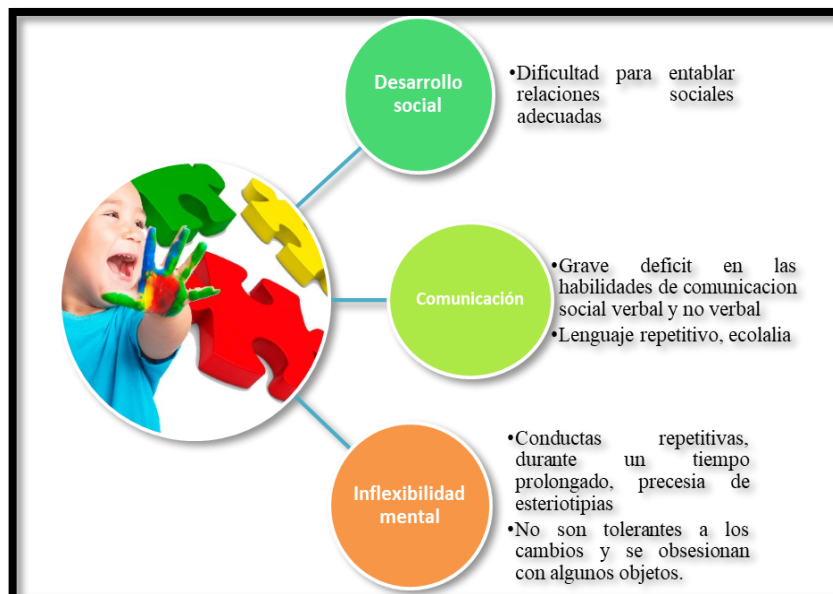 Desarrollo
social
•Dificultad para entablar
relaciones sociales
adecuadas
Comunicación
•Grave deficit en las
habilidades de comunicacion
social verbal y no verbal
•Lenguaje repetitivo, ecolalia
Inflexibilidad
mental
•Conductas repetitivas,
durante un tiempo
prolongado, precesia de
esteriotipias
•No son tolerantes a los
cambios y se obsesionan
con algunos objetos.